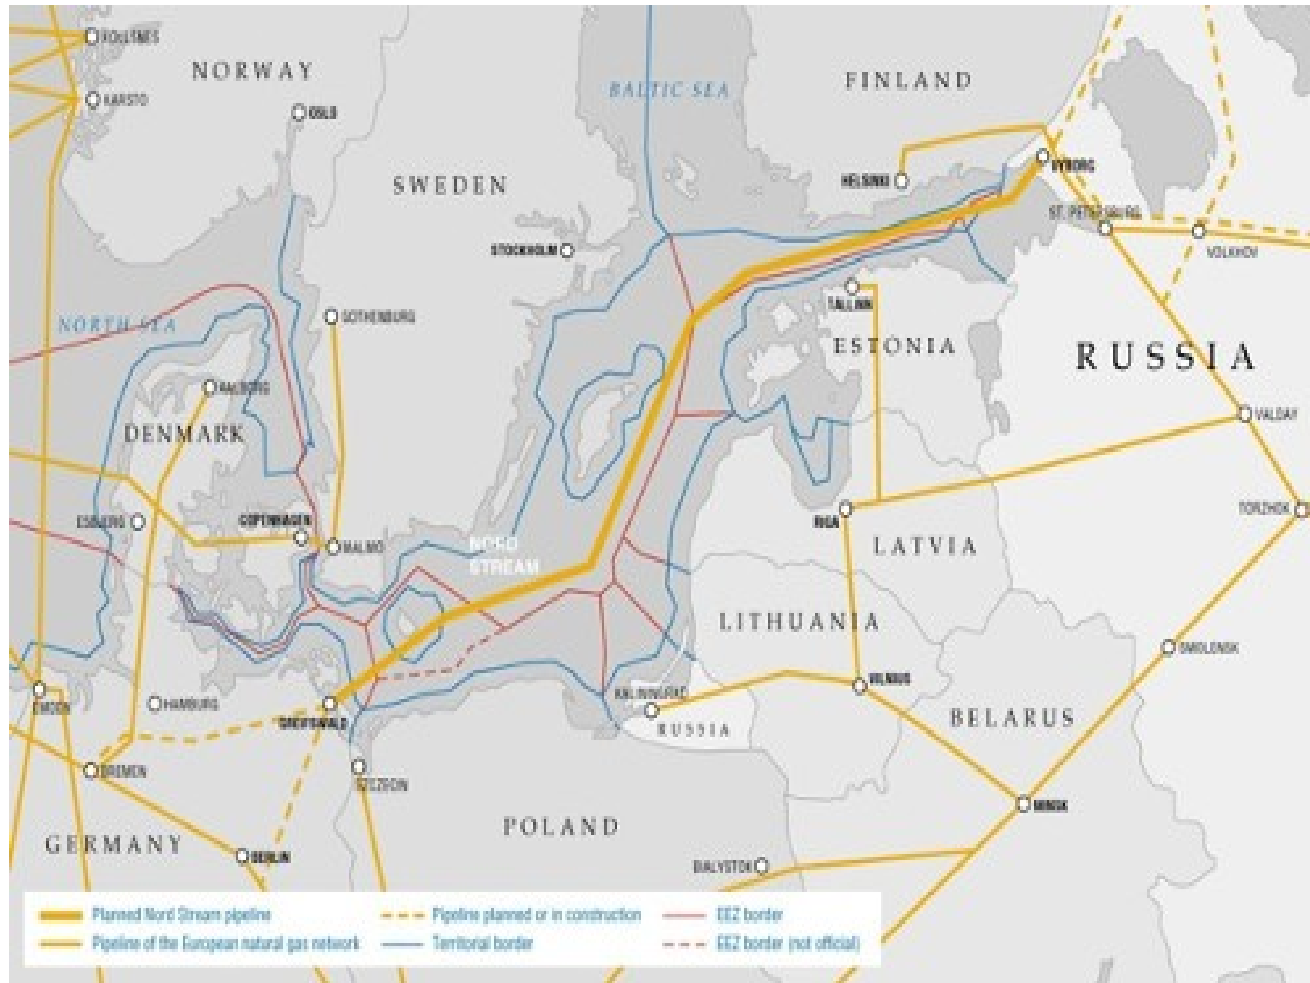 KOLLSNES
NORWAY
BALTIC SEA
FINLAND
KARSTO
OSLO
VYBORG
SWEDEN
HELSINKI
ST. PETERSBURG
STOCKHOLM
VOLKHOV
TALLINN
GOTHENBURG
NORTH SEA
ESTONIA
RUSSIA
AALBORG
VALDAY
DENMARK
TORZHOK
ESBJERG
COPENHAGEN
RIGA
MALMÖ
NORD
STREAM
LATVIA
LITHUANIA
SMOLENSK
VILNIUS
KALININGRAD
EMDEN
HAMBURG
GREIFSWALD
RUSSIA
BELARUS
BREMEN
SZCZECIN
MINSK
POLAND
GERMANY
BERLIN
BIALYSTOK
Planned Nord Stream pipeline
Pipeline planned or in construction
EEZ border
Pipeline of the European natural gas network
Territorial border
EEZ border (not official)